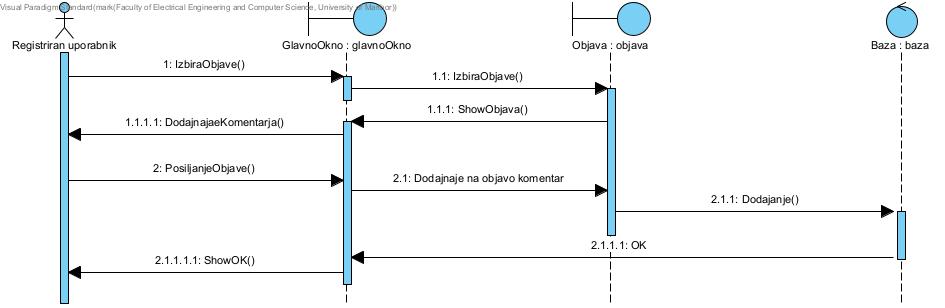 Visual Paradigm Standard(mark(Faculty of Electrical Engineering and Computer Science, University of Maribor))
Registriran uporabnik
GlavnoOkno : glavnoOkno
Objava : objava
Baza : baza
1: IzbiraObjave()
1.1: IzbiraObjave()
1.1.1: ShowObjava()
1.1.1.1: DodajnajaeKomentarja()
2: PosiljanjeObjave()
2.1: Dodajnaje na objavo komentar
2.1.1: Dodajanje()
2.1.1.1: OK
2.1.1.1.1: ShowOK()